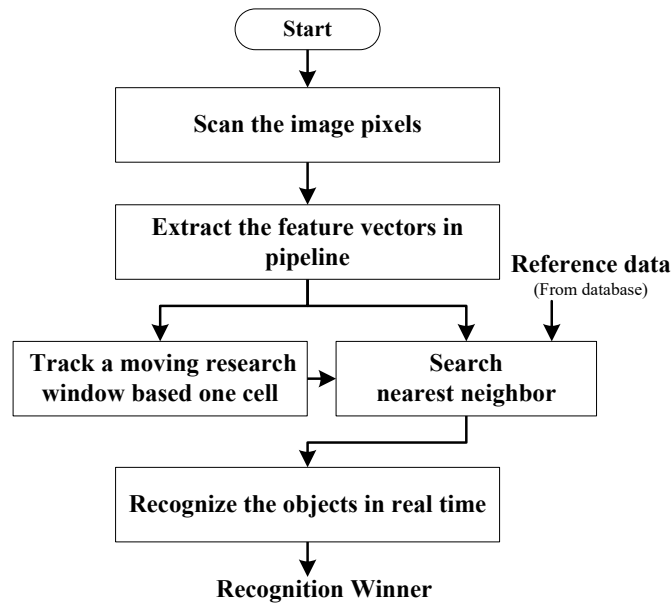 Start
Scan the image pixels
Extract the feature vectors in
pipeline
Reference data
(From database)
Track a moving research
window based one cell
Search
nearest neighbor
Recognize the objects in real time
Recognition Winner